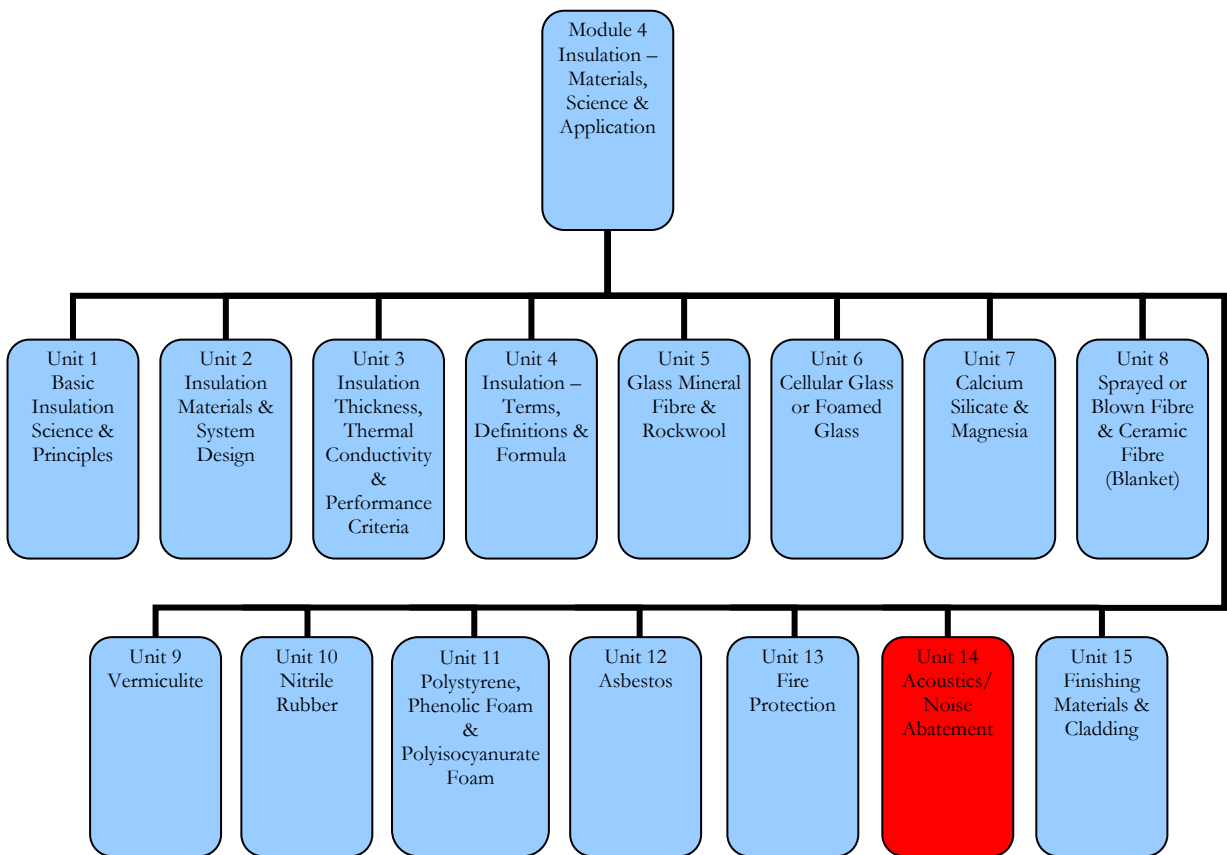 Module 4
Insulation –
Materials,
Science &
Application
Unit 1
Basic
Insulation
Science &
Principles
Unit 2
Insulation
Materials &
System
Design
Unit 3
Insulation
Thickness,
Thermal
Conductivity
&
Performance
Criteria
Unit 4
Insulation –
Terms,
Definitions &
Formula
Unit 5
Glass Mineral
Fibre &
Rockwool
Unit 6
Cellular Glass
or Foamed
Glass
Unit 7
Calcium
Silicate &
Magnesia
Unit 8
Sprayed or
Blown Fibre
& Ceramic
Fibre
(Blanket)
Unit 9
Vermiculite
Unit 10
Nitrile
Rubber
Unit 11
Polystyrene,
Phenolic Foam
&
Polyisocyanurate
Foam
Unit 12
Asbestos
Unit 13
Fire
Protection
Unit 14
Acoustics/
Noise
Abatement
Unit 15
Finishing
Materials &
Cladding